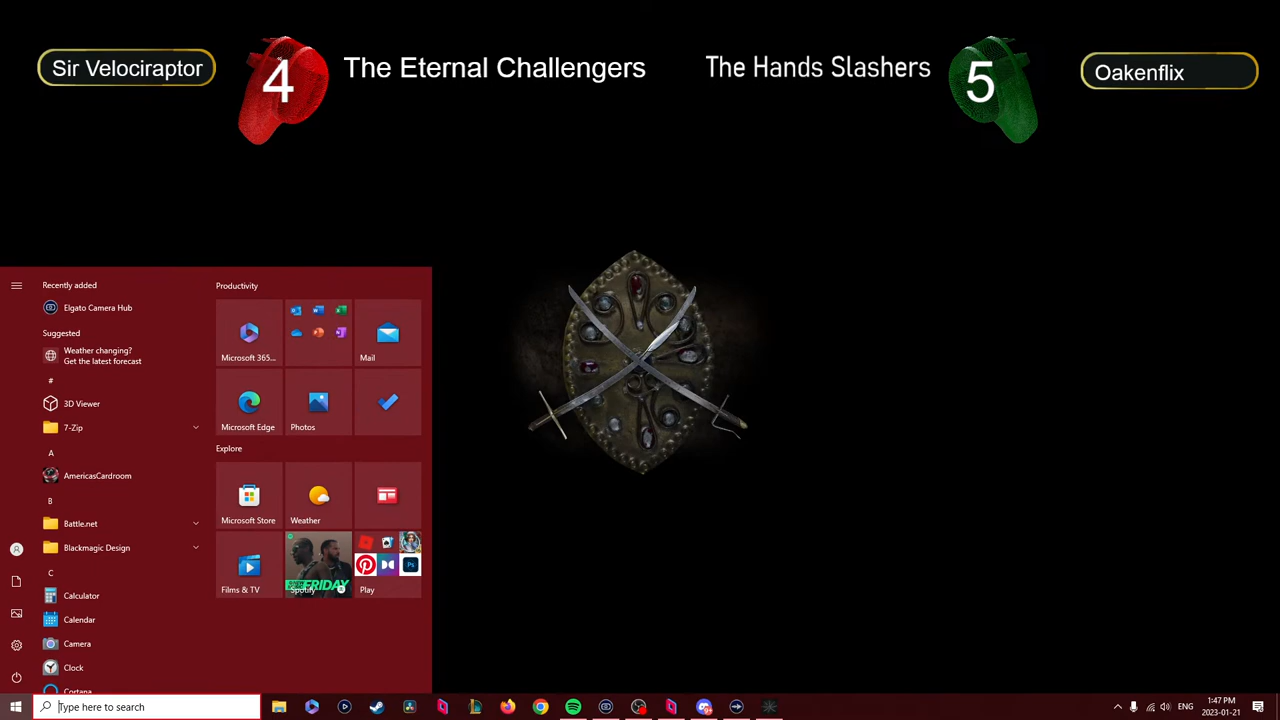 Sir Velociraptor
4
The Eternal Challengers
The Hands Slashers
5
Oakenflix
Recently added
Elgato Camera Hub
Suggested
Weather changing?
Get the latest forecast
#
3D Viewer
7-Zip
A
AmericasCardroom
B
Battle.net
Blackmagic Design
C
Calculator
Calendar
Camera
Clock
Cortana
Productivity
Microsoft 365...
Mail
Microsoft Edge
Photos
Explore
Microsoft Store
Weather
Films & TV
FRIDAY
Spotify
Ps
Play
Type here to search
ENG
1:47 PM
2023-01-21